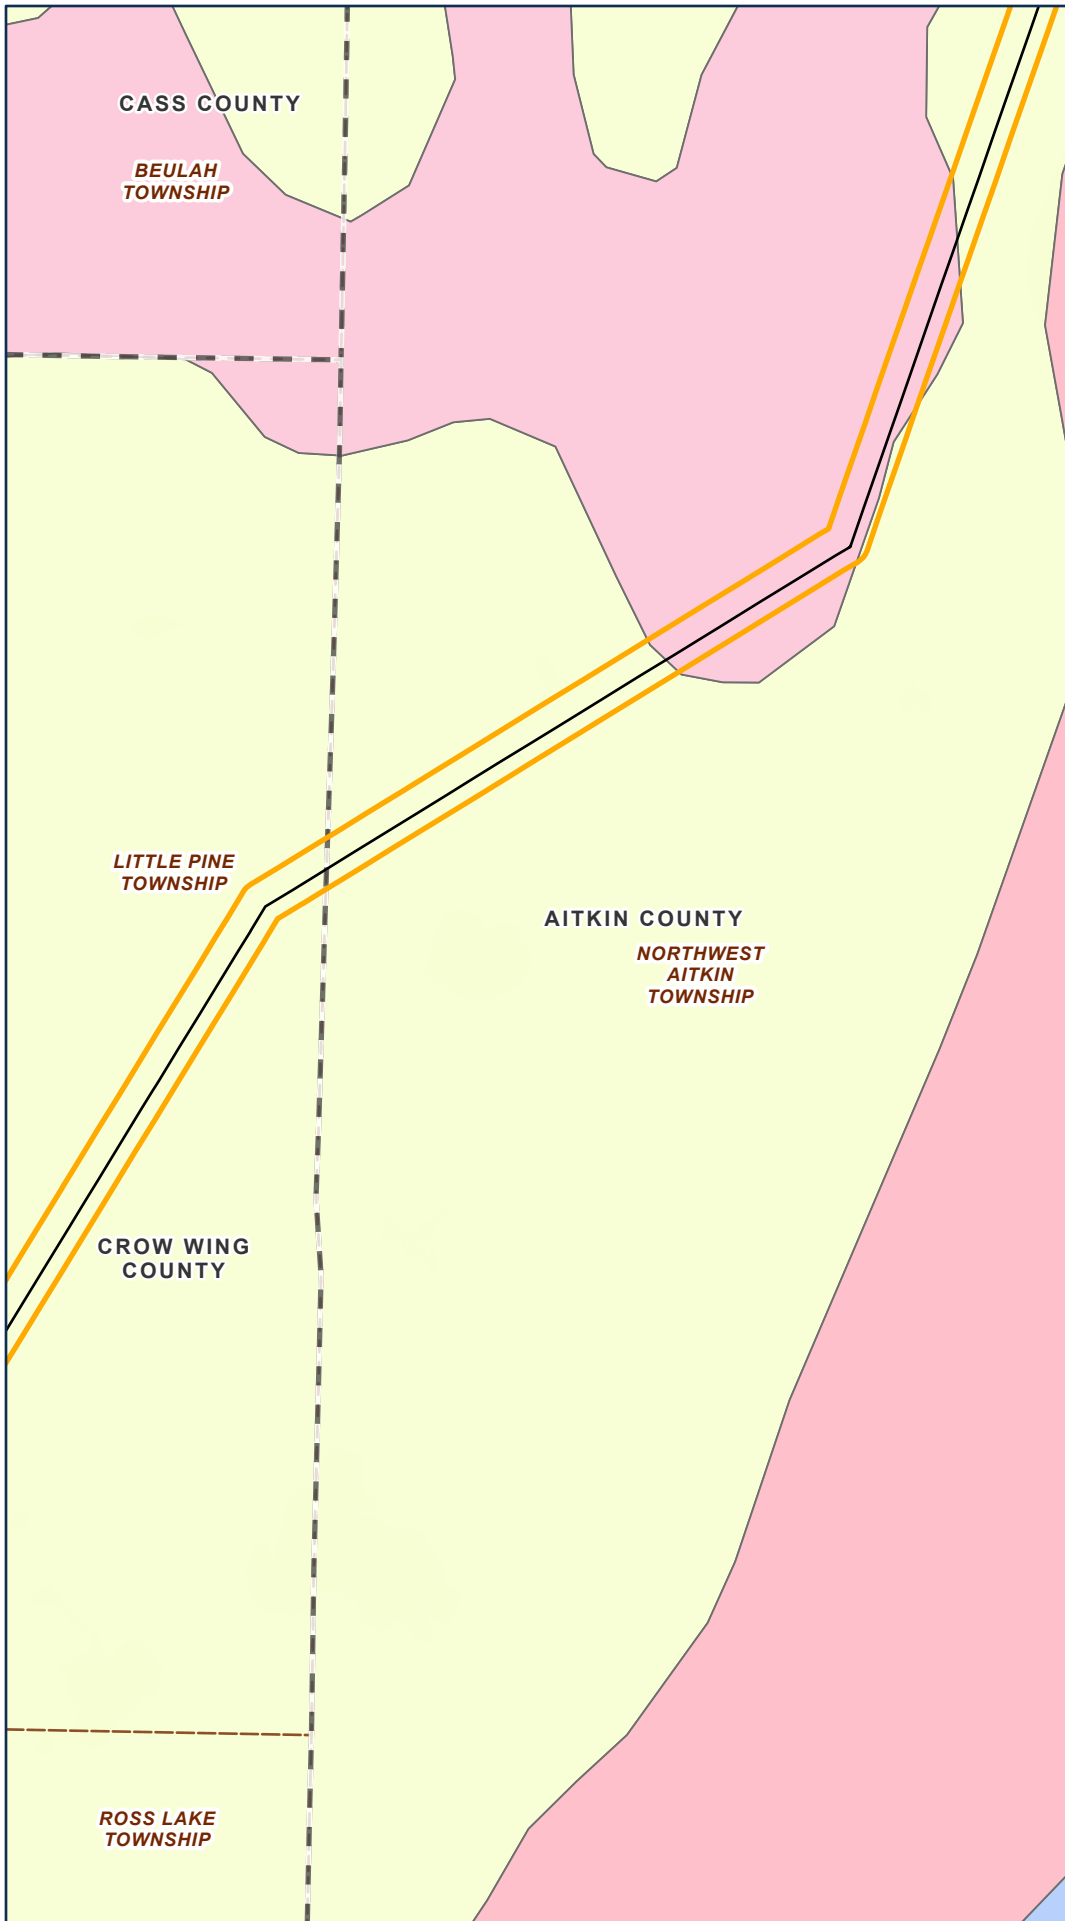 CASS COUNTY
BEULAH
TOWNSHIP
LITTLE PINE
TOWNSHIP
AITKIN COUNTY
NORTHWEST
AITKIN
TOWNSHIP
CROW WING
COUNTY
ROSS LAKE
TOWNSHIP